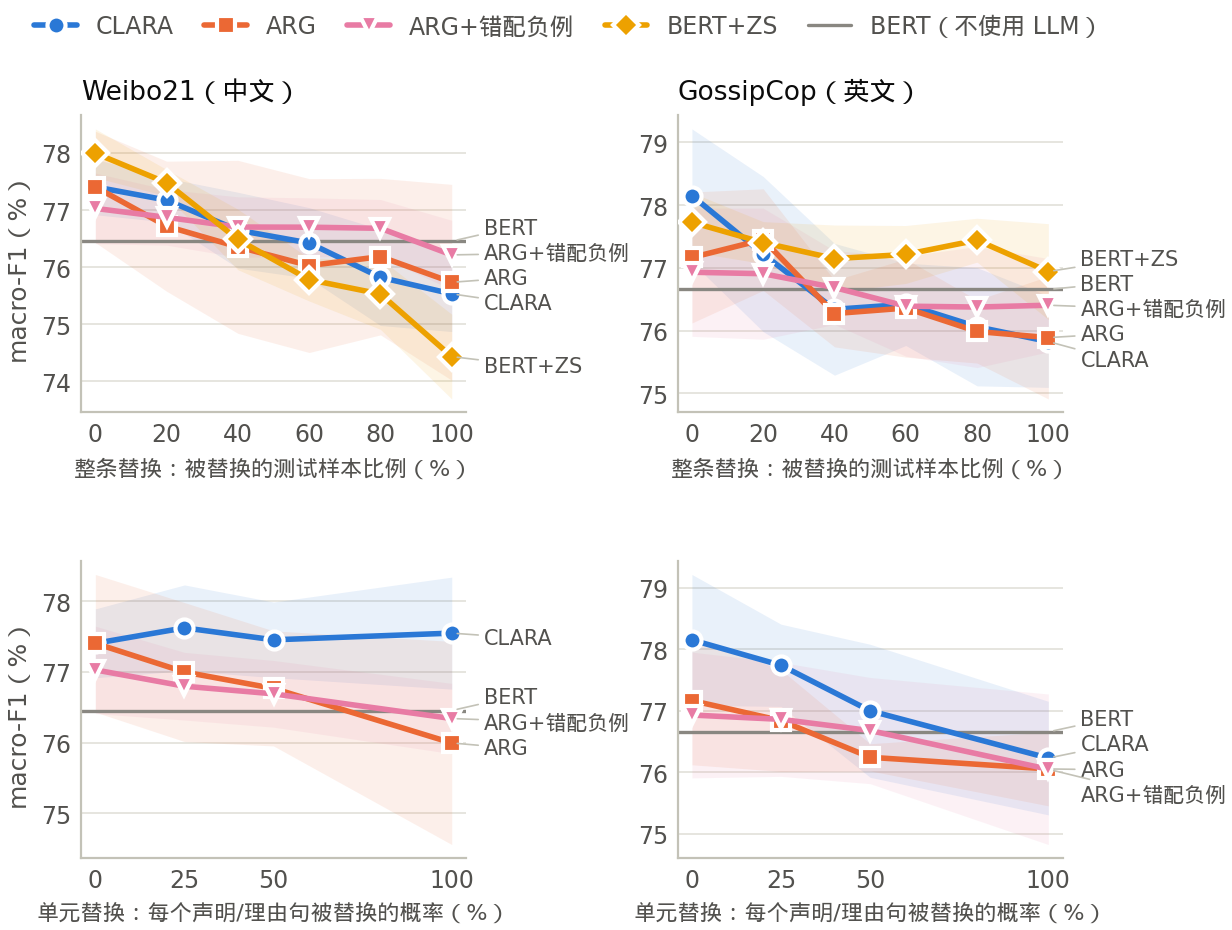 CLARA ARG ARG+错配负例 BERT+ZS BERT（不使用 LLM）
Weibo21（中文） GossipCop（英文）
macro-F1（%）
78
77
76
75
74
BERT
ARG+错配负例
ARG
CLARA
BERT+ZS
0 20 40 60 80 100
整条替换：被替换的测试样本比例（%）
79
78
77
76
75
BERT+ZS
BERT
ARG+错配负例
ARG
CLARA
0 20 40 60 80 100
整条替换：被替换的测试样本比例（%）
macro-F1（%）
78
77
76
75
CLARA
BERT
ARG+错配负例
ARG
0 25 50 100
单元替换：每个声明/理由句被替换的概率（%）
79
78
77
76
75
BERT
CLARA
ARG
ARG+错配负例
0 25 50 100
单元替换：每个声明/理由句被替换的概率（%）